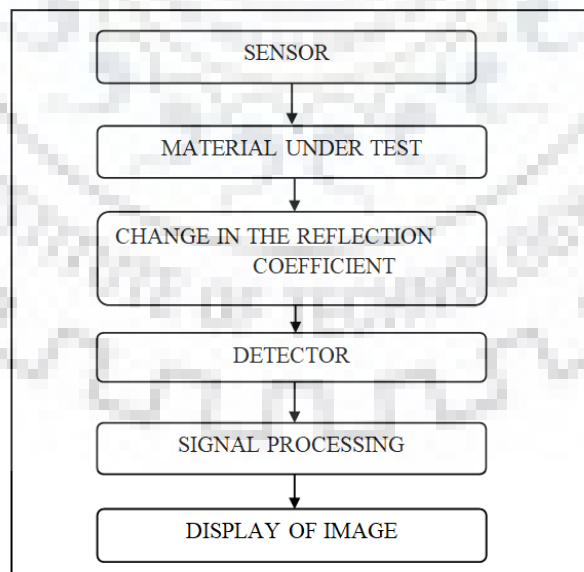 SENSOR
MATERIAL UNDER TEST
CHANGE IN THE REFLECTION
COEFFICIENT
DETECTOR
SIGNAL PROCESSING
DISPLAY OF IMAGE